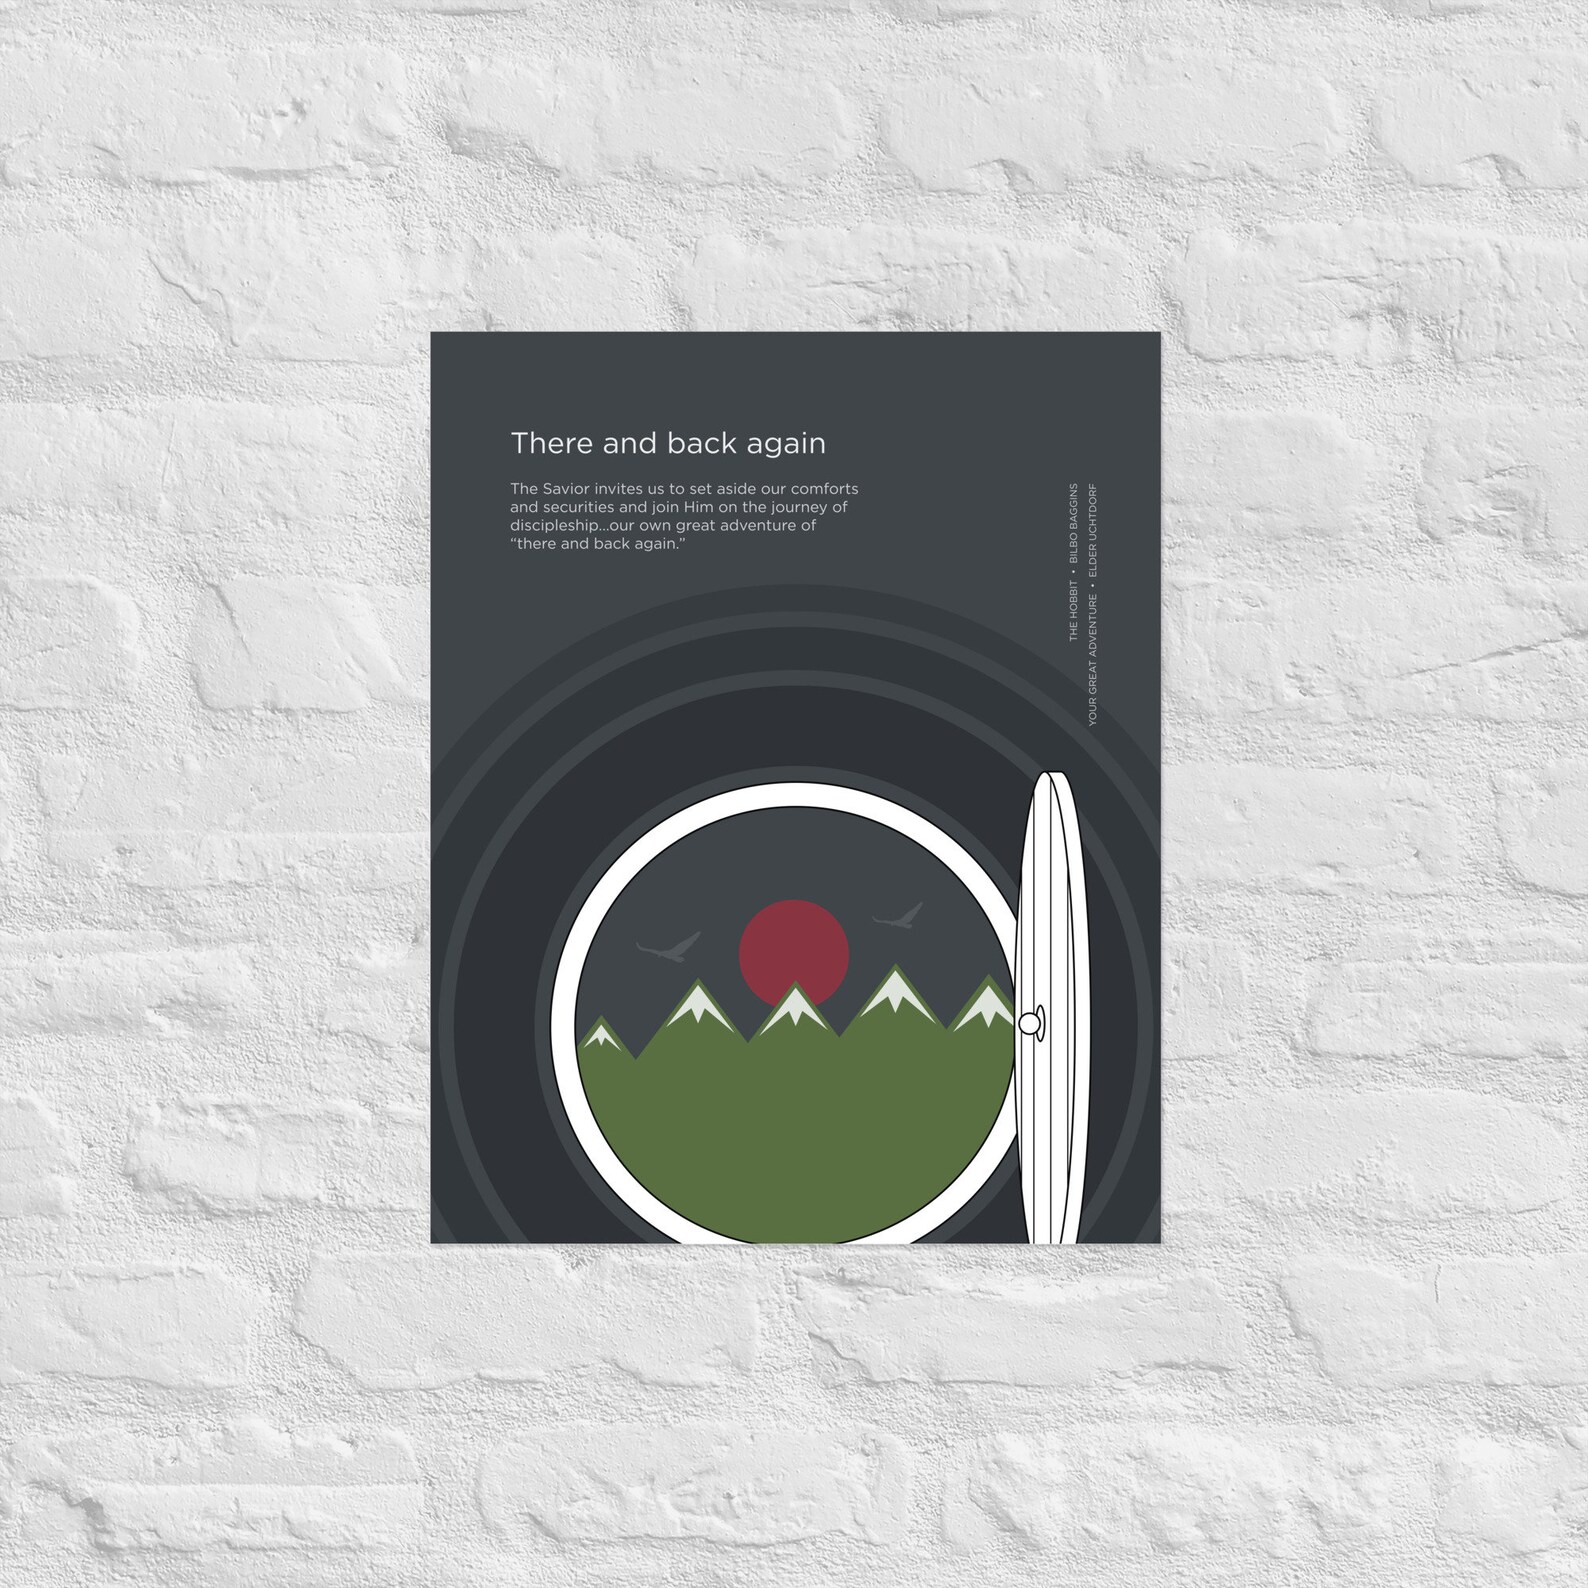 There and back again
The Savior invites us to set aside our comforts
and securities and join Him on the journey of
discipleship...our own great adventure of
“there and back again.”
THE HOBBIT • BILBO BAGGINS
YOUR GREAT ADVENTURE • ELDER UCHTDORF